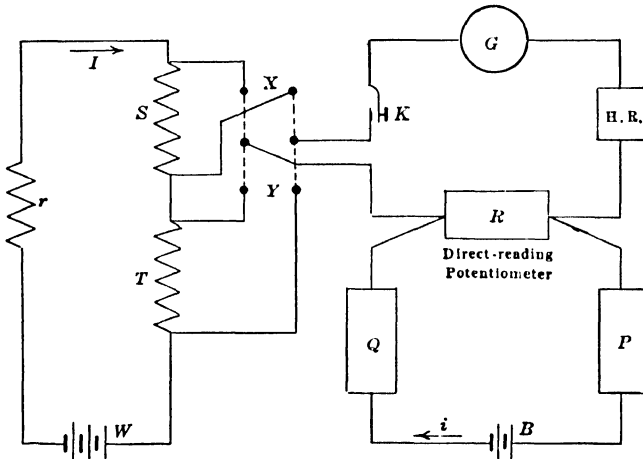 I
G
X
S
K
H. R.
r
Y
R
Direct-reading
Potentiometer
T
Q
P
W
i
B